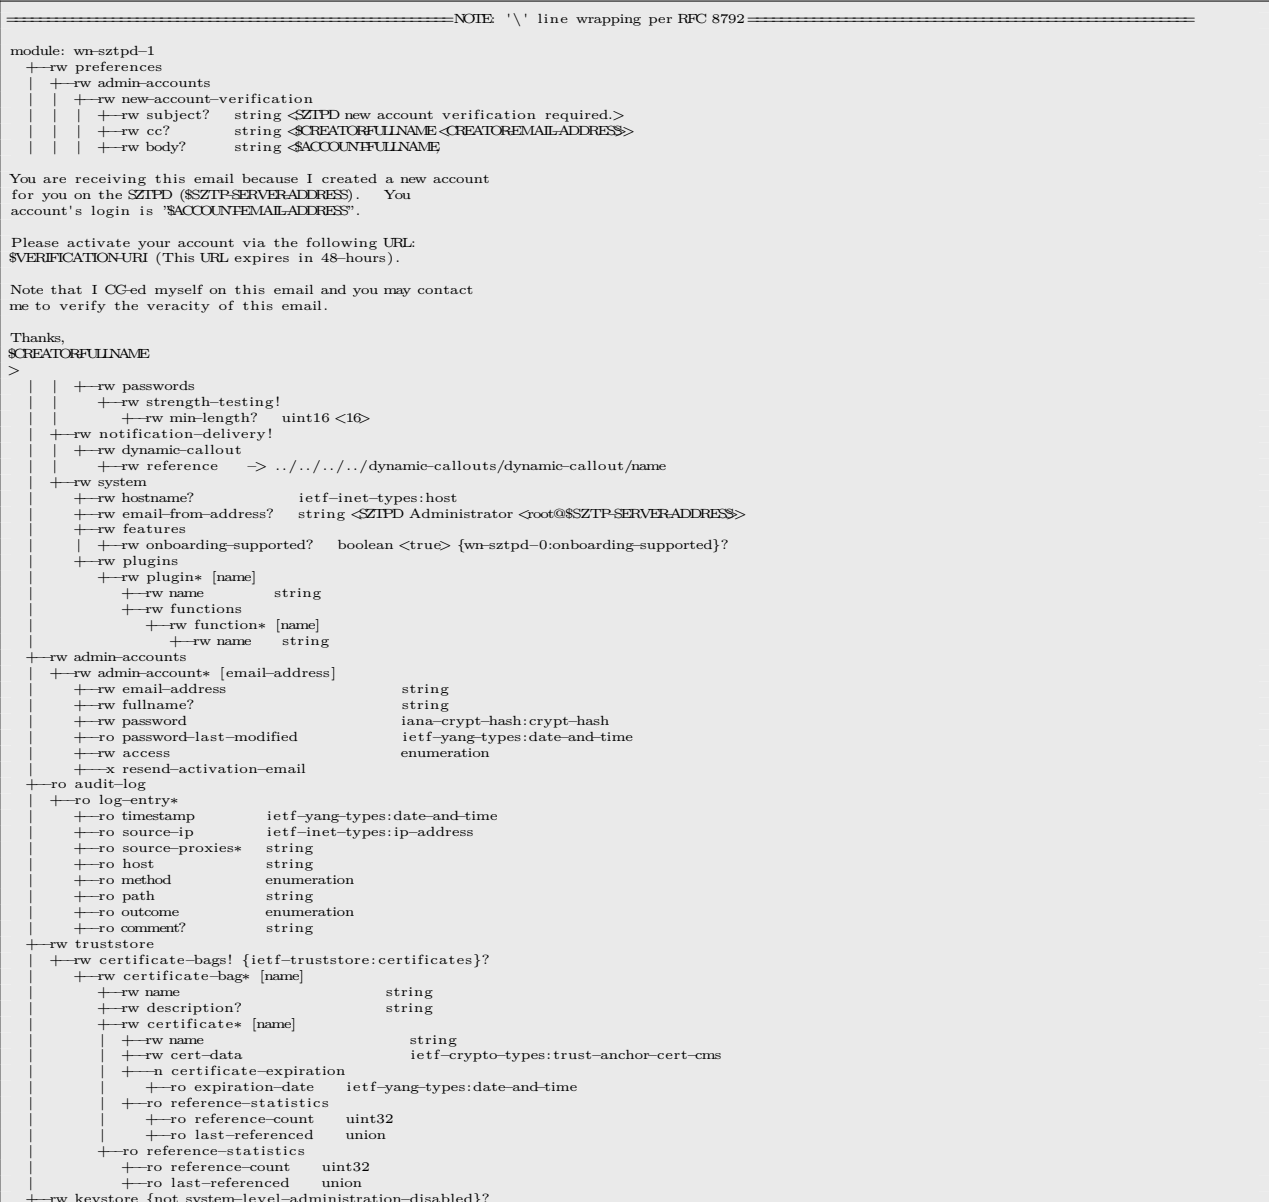 ================== NOTE: '\' line wrapping per RFC 8792 ==================
module: wn-sztpd-1
  +--rw preferences
  |  +--rw admin-accounts
  |  |  +--rw new-account-verification
  |  |  |  +--rw subject?   string <SZTPD new account verification required.>
  |  |  |  +--rw cc?        string <$CREATOR-FULLNAME <CREATOR-EMAIL-ADDRESS>>
  |  |  |  +--rw body?      string <$ACCOUNT-FULLNAME,
You are receiving this email because I created a new account
for you on the SZTPD ($SZTP-SERVER-ADDRESS).  You
account's login is "$ACCOUNT-EMAIL-ADDRESS".
Please activate your account via the following URL:
$VERIFICATION-URI (This URL expires in 48-hours).
Note that I CC-ed myself on this email and you may contact
me to verify the veracity of this email.
Thanks,
$CREATOR-FULLNAME
>
  |  |  +--rw passwords
  |  |     +--rw strength-testing!
  |  |        +--rw min-length?   uint16 <16>
  |  +--rw notification-delivery!
  |  |  +--rw dynamic-callout
  |  |     +--rw reference    -> ../../../../dynamic-callouts/dynamic-callout/name
  |  +--rw system
  |     +--rw hostname?             ietf-inet-types:host
  |     +--rw email-from-address?   string <SZTPD Administrator <root@$SZTP-SERVER-ADDRESS>>
  |     +--rw features
  |     |  +--rw onboarding-supported?   boolean <true> {wn-sztpd-0:onboarding-supported}?
  |     +--rw plugins
  |        +--rw plugin* [name]
  |           +--rw name         string
  |           +--rw functions
  |              +--rw function* [name]
  |                 +--rw name    string
  +--rw admin-accounts
  |  +--rw admin-account* [email-address]
  |     +--rw email-address                      string
  |     +--rw fullname?                          string
  |     +--rw password                           iana-crypt-hash:crypt-hash
  |     +--ro password-last-modified             ietf-yang-types:date-and-time
  |     +--rw access                             enumeration
  |     +---x resend-activation-email
  +--ro audit-log
  |  +--ro log-entry*
  |     +--ro timestamp         ietf-yang-types:date-and-time
  |     +--ro source-ip         ietf-inet-types:ip-address
  |     +--ro source-proxies*   string
  |     +--ro host              string
  |     +--ro method            enumeration
  |     +--ro path              string
  |     +--ro outcome           enumeration
  |     +--ro comment?          string
  +--rw truststore
  |  +--rw certificate-bags! {ietf-truststore:certificates}?
  |     +--rw certificate-bag* [name]
  |        +--rw name                          string
  |        +--rw description?                  string
  |        +--rw certificate* [name]
  |        |  +--rw name                          string
  |        |  +--rw cert-data                     ietf-crypto-types:trust-anchor-cert-cms
  |        |  +---n certificate-expiration
  |        |     +--ro expiration-date    ietf-yang-types:date-and-time
  |        |  +--ro reference-statistics
  |        |     +--ro reference-count    uint32
  |        |     +--ro last-referenced    union
  |        +--ro reference-statistics
  |           +--ro reference-count    uint32
  |           +--ro last-referenced    union
  +--rw keystore {not system-level-administration-disabled}?